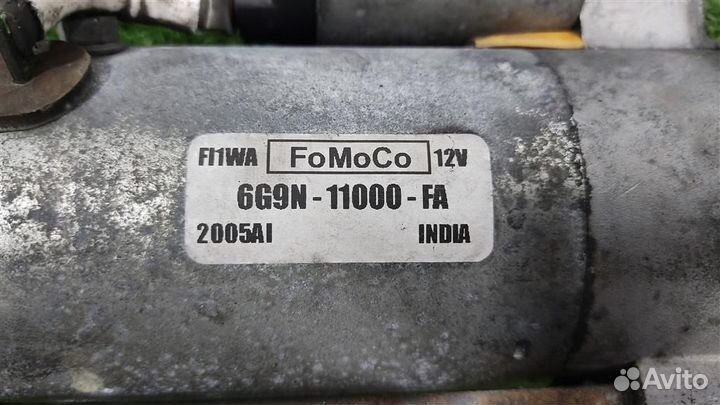 FI1WA FoMoCo 12V
6G9N - 11000 - FA
2005AI INDIA
Avito